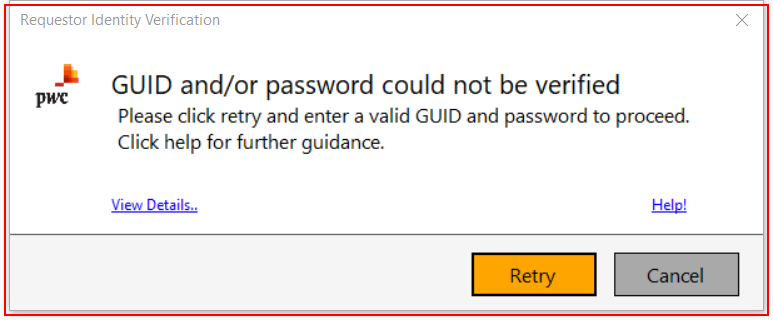 Requestor Identity Verification
pwc
GUID and/or password could not be verified
Please click retry and enter a valid GUID and password to proceed.
Click help for further guidance.
View Details..
Help!
Retry
Cancel